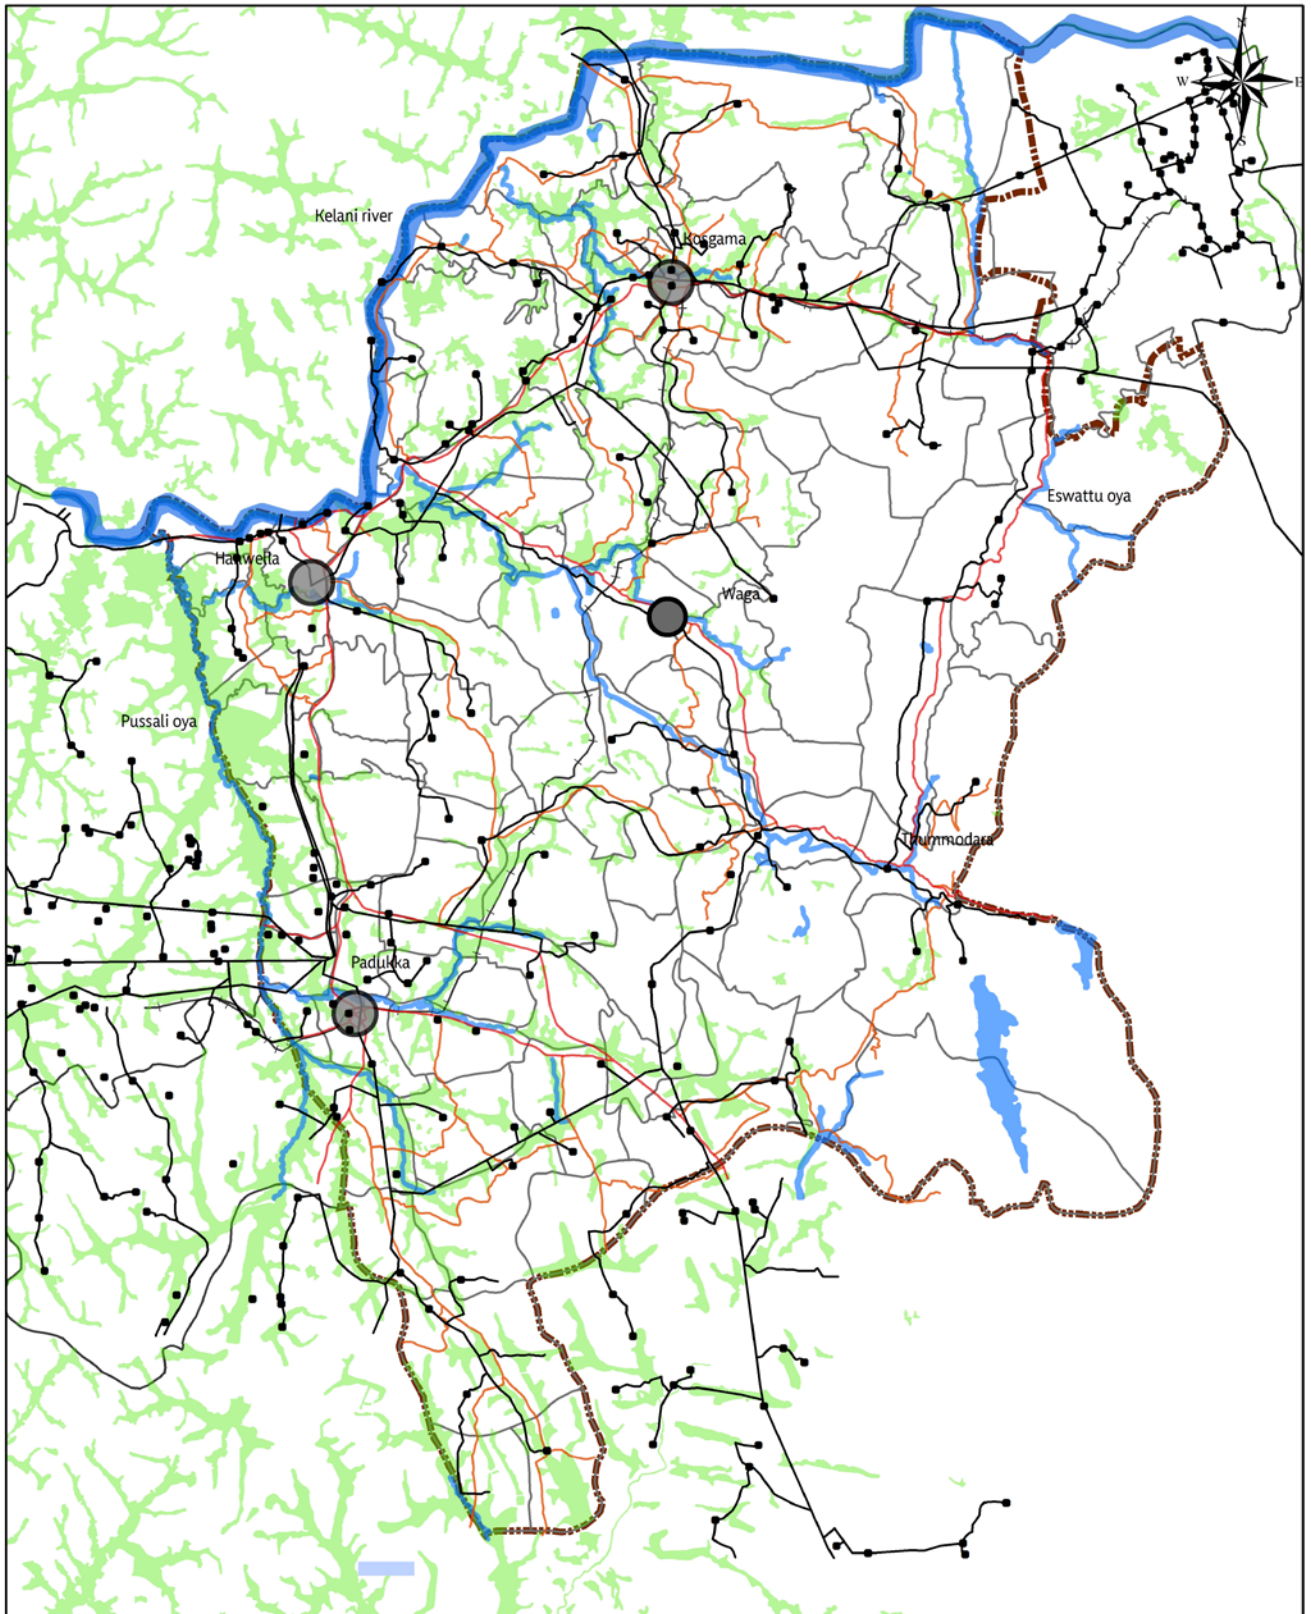 N
W
E
S
Kelani river
Kosgama
Eswattu oya
Hanwella
Waga
Pussali oya
Thummodara
Padukka